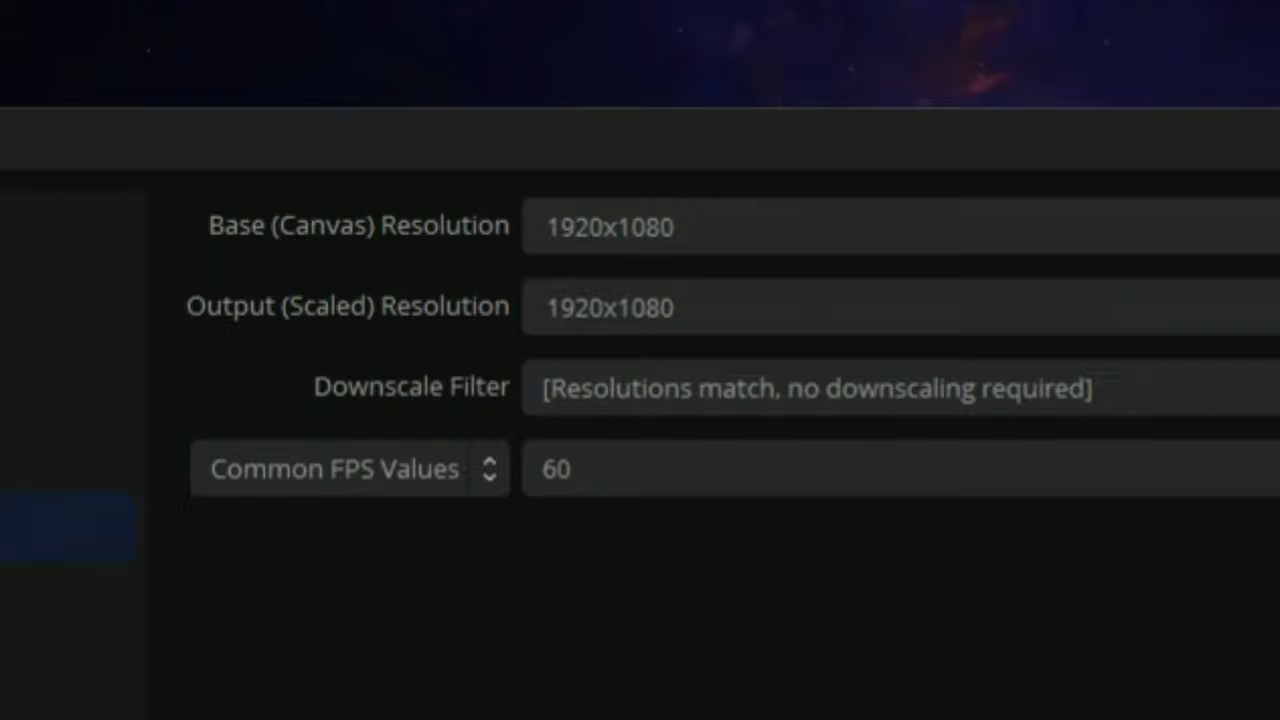 Base (Canvas) Resolution 1920x1080
Output (Scaled) Resolution 1920x1080
Downscale Filter [Resolutions match, no downscaling required]
Common FPS Values 60